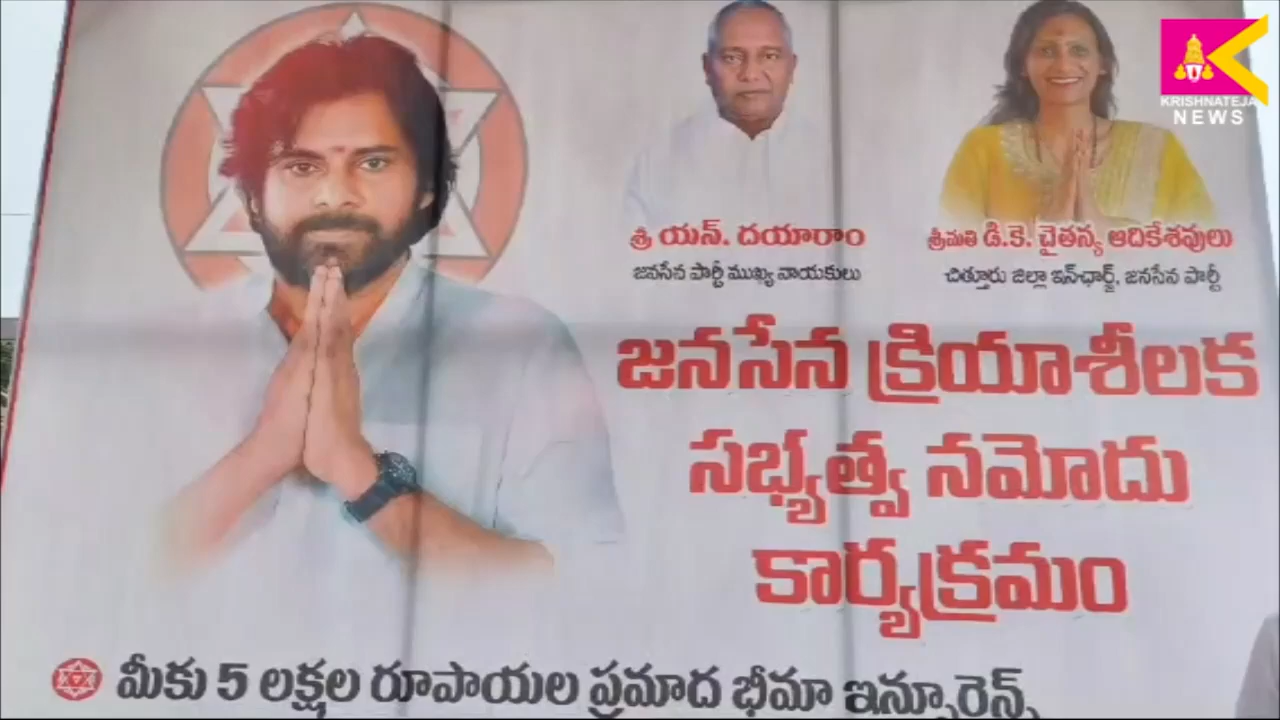 KRISHNATEJA
NEWS
శ్రీ యన్. దయారాం
జనసేన పార్టీ ముఖ్య నాయకులు
శ్రీమతి డి.కె. చైతన్య ఆదికేశవులు
చిత్తూరు జిల్లా ఇన్‌ఛార్జ్, జనసేన పార్టీ
జనసేన క్రియాశీలక
సభ్యత్వ నమోదు
కార్యక్రమం
మీకు 5 లక్షల రూపాయల ప్రమాద భీమా ఇన్సూరెన్స్